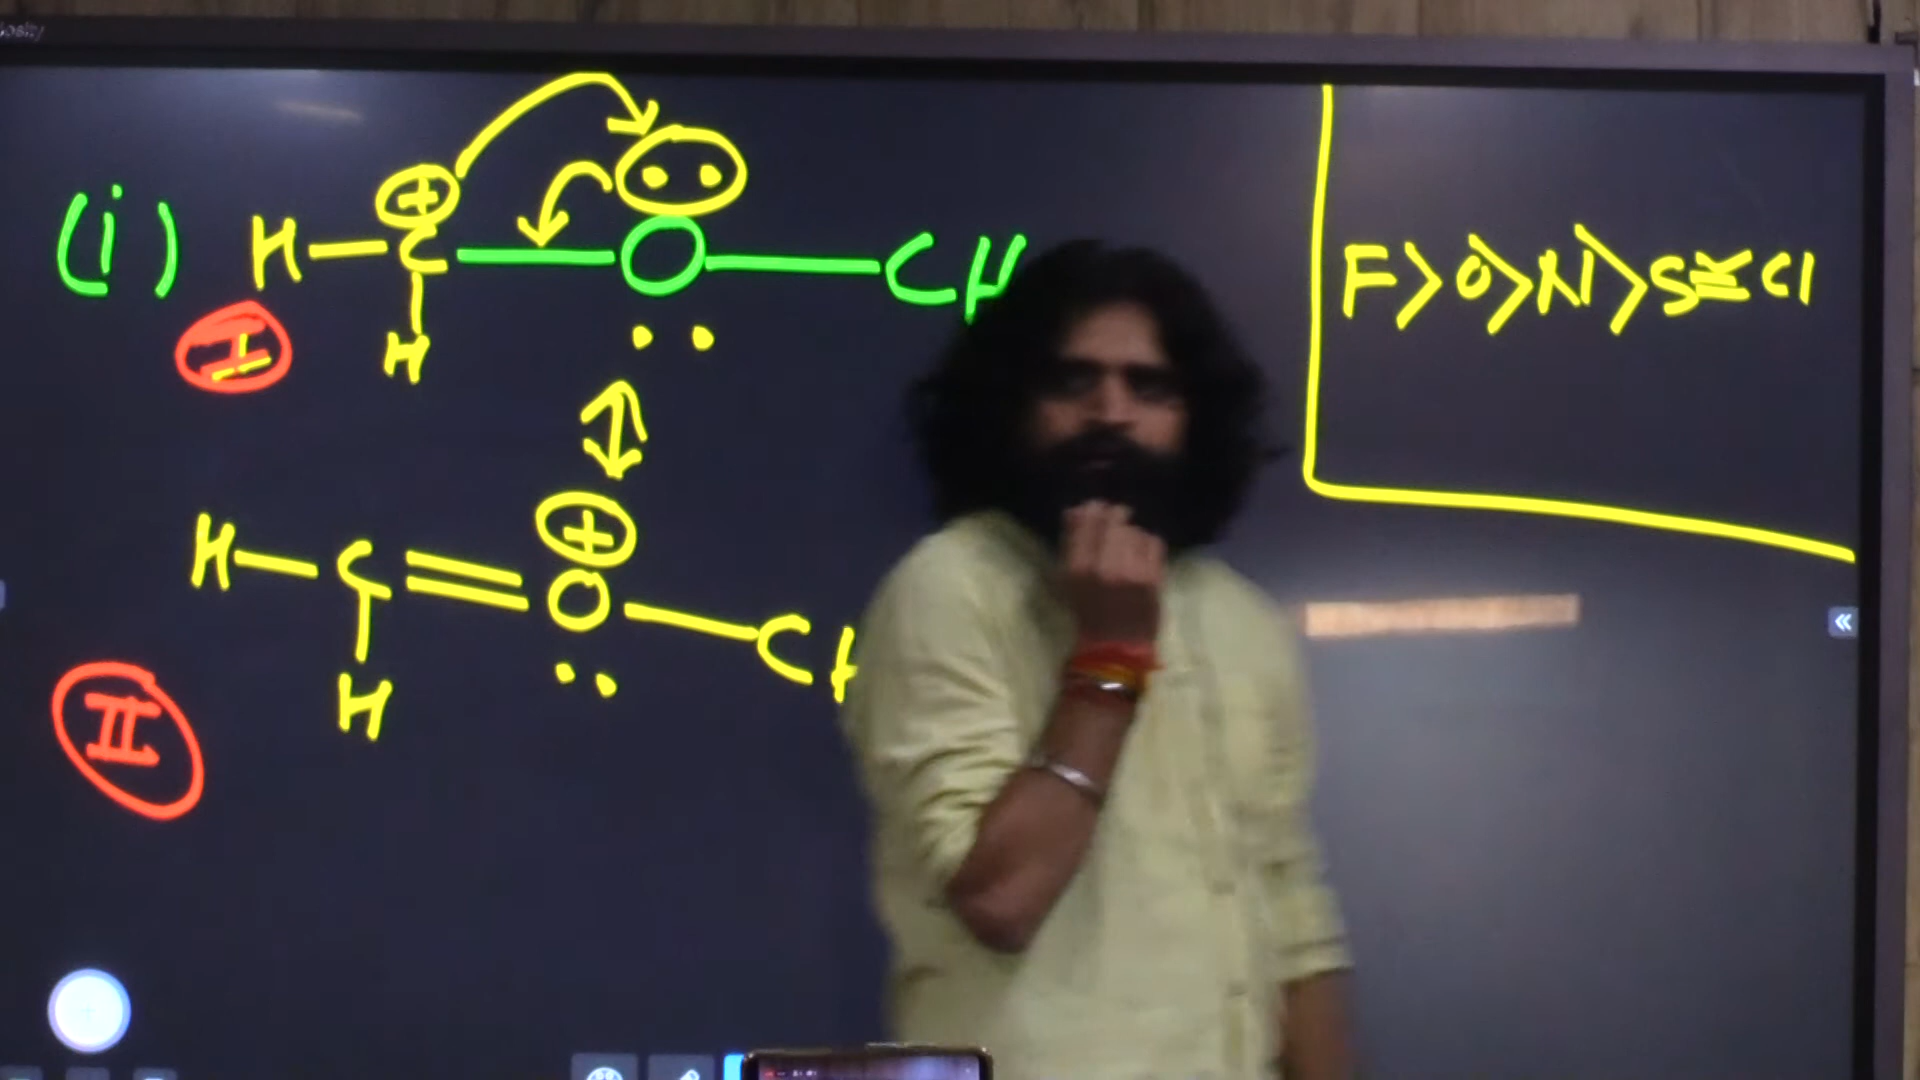 (i) H–C–O–CH
⊕
H
I
F>O>N>S≅Cl
⊕
H–C=O–CH
H
II